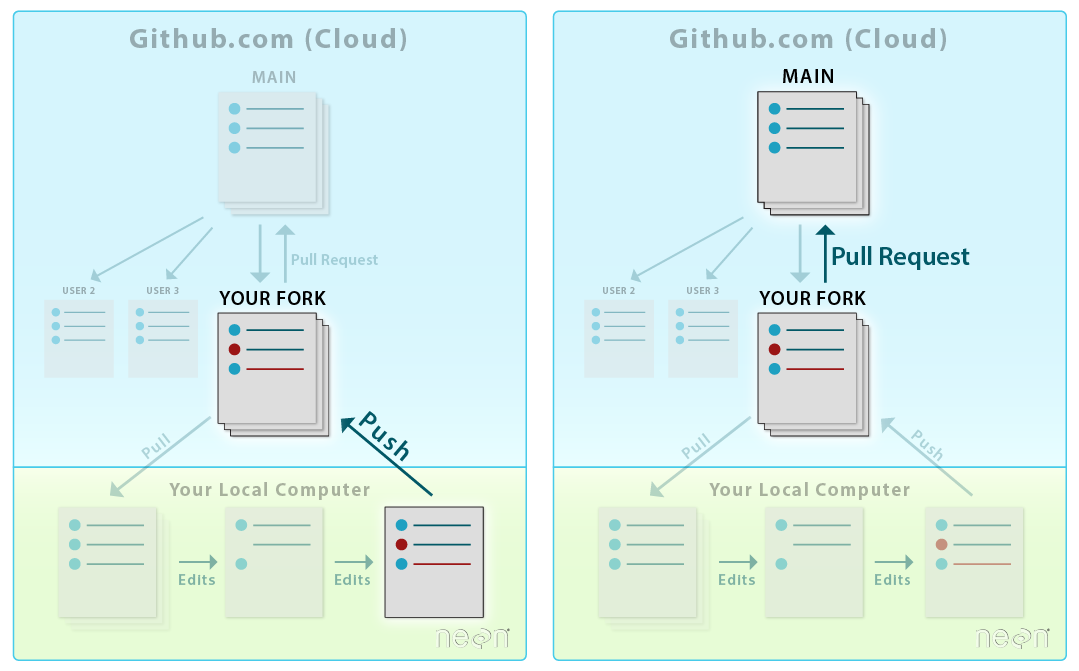 Github.com (Cloud)
MAIN
Pull Request
USER 2
USER 3
YOUR FORK
Pull
Push
Your Local Computer
Edits
Edits
neon
Github.com (Cloud)
MAIN
Pull Request
USER 2
USER 3
YOUR FORK
Pull
Push
Your Local Computer
Edits
Edits
neon